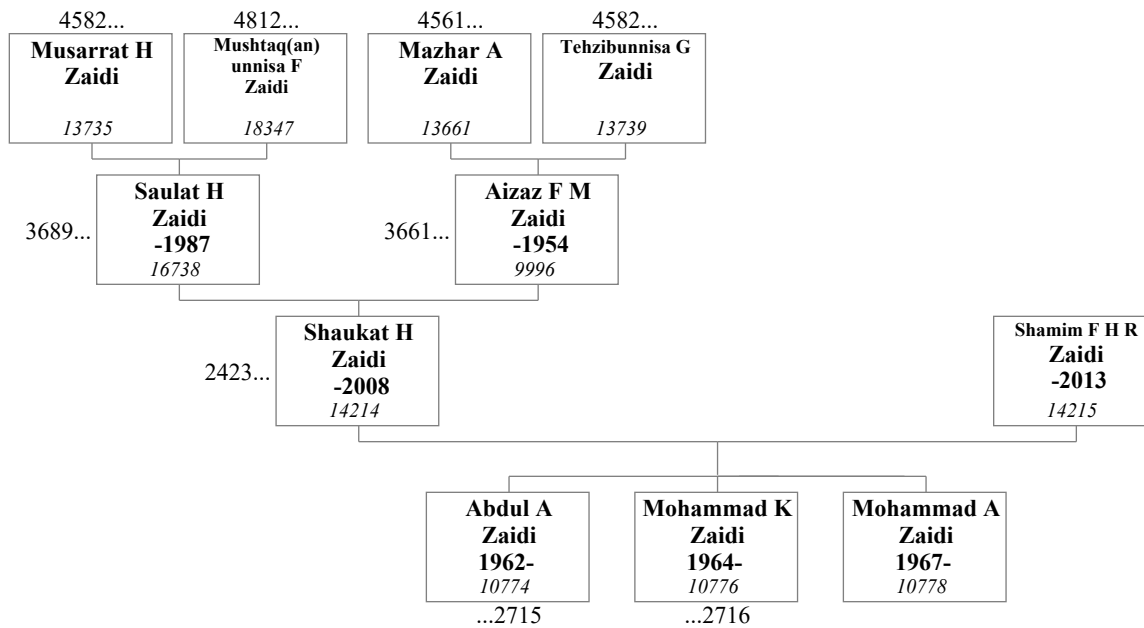 4582...
4812...
4561...
4582...
Musarrat H
Zaidi
13735
Mushtaq(an)
unnisa F
Zaidi
18347
Mazhar A
Zaidi
13661
Tehzibunnisa G
Zaidi
13739
3689...
Saulat H
Zaidi
-1987
16738
3661...
Aizaz F M
Zaidi
-1954
9996
2423...
Shaukat H
Zaidi
-2008
14214
Shamim F H R
Zaidi
-2013
14215
Abdul A
Zaidi
1962-
10774
...2715
Mohammad K
Zaidi
1964-
10776
...2716
Mohammad A
Zaidi
1967-
10778